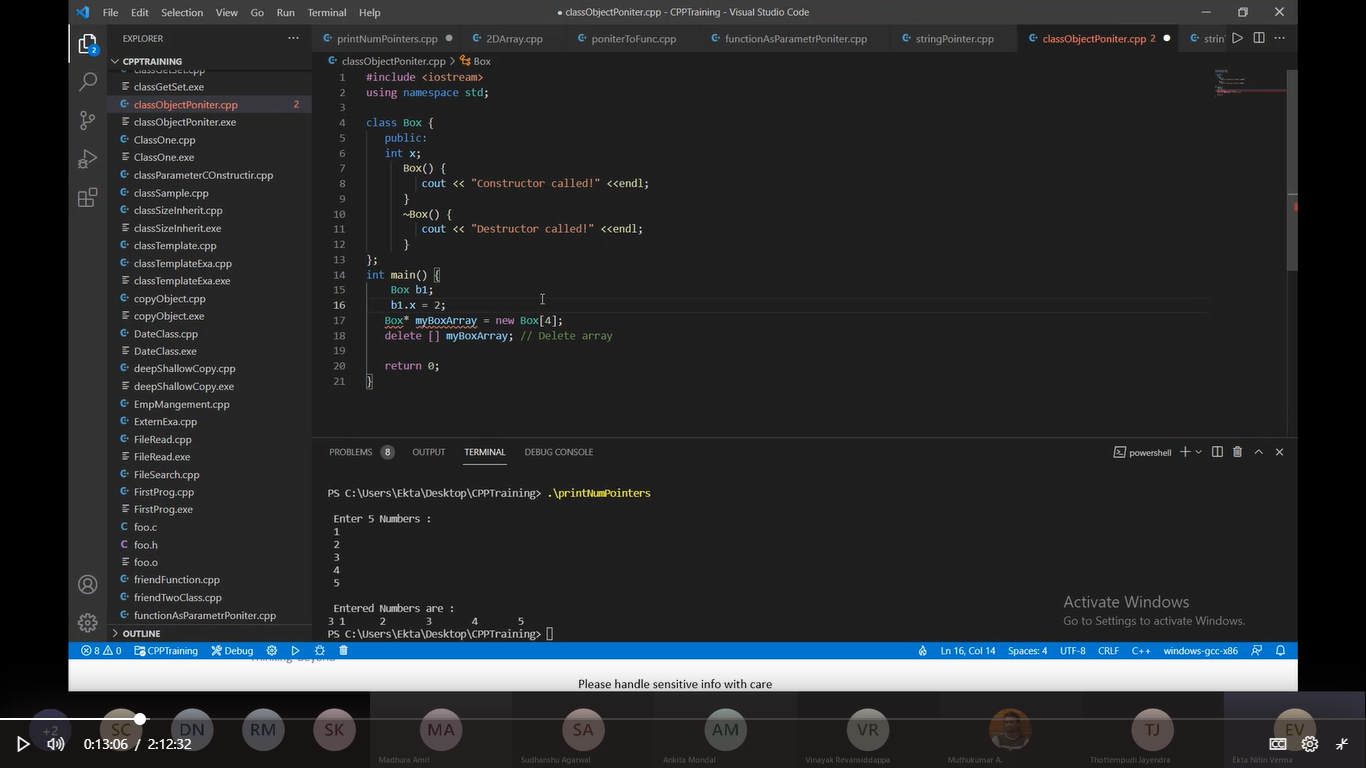 File Edit Selection View Go Run Terminal Help
● classObjectPoniter.cpp - CPPTraining - Visual Studio Code
EXPLORER
printNumPointers.cpp
2DArray.cpp
poniterToFunc.cpp
functionAsParametrPoniter.cpp
stringPointer.cpp
classObjectPoniter.cpp 2
strin
2
CPPTRAINING
classGetSet.cpp
classGetSet.exe
classObjectPoniter.cpp 2
classObjectPoniter.exe
ClassOne.cpp
ClassOne.exe
classParameterCOnstructir.cpp
classSample.cpp
classSizeInherit.cpp
classSizeInherit.exe
classTemplate.cpp
classTemplateExa.cpp
classTemplateExa.exe
copyObject.cpp
copyObject.exe
DateClass.cpp
DateClass.exe
deepShallowCopy.cpp
deepShallowCopy.exe
EmpMangement.cpp
ExternExa.cpp
FileRead.cpp
FileRead.exe
FileSearch.cpp
FirstProg.cpp
FirstProg.exe
foo.c
foo.h
foo.o
friendFunction.cpp
friendTwoClass.cpp
functionAsParametrPoniter.cpp
OUTLINE
classObjectPoniter.cpp > Box
1 #include <iostream>
2 using namespace std;
3
4 class Box {
5 public:
6 int x;
7 Box() {
8 cout << "Constructor called!" <<endl;
9 }
10 ~Box() {
11 cout << "Destructor called!" <<endl;
12 }
13 };
14 int main() {
15 Box b1;
16 b1.x = 2;
17 Box* myBoxArray = new Box[4];
18 delete [] myBoxArray; // Delete array
19
20 return 0;
21 }
PROBLEMS 8 OUTPUT TERMINAL DEBUG CONSOLE
powershell
PS C:\Users\Ekta\Desktop\CPPTraining> .\printNumPointers
Enter 5 Numbers :
1
2
3
4
5
Entered Numbers are :
3 1 2 3 4 5
PS C:\Users\Ekta\Desktop\CPPTraining>
Activate Windows
Go to Settings to activate Windows.
8 0 CPPTraining Debug
Ln 16, Col 14 Spaces: 4 UTF-8 CRLF C++ windows-gcc-x86
Thinking Beyond
Please handle sensitive info with care
+2 SC DN RM SK MA SA AM VR TJ EV
0:13:06 / 2:12:32
CC
Madhura Amit
Sudhanshu Agarwal
Ankita Mondal
Vinayak Revansiddappa
Muthukumar A.
Thottempudi Jayendra
Ekta Nitin Verma